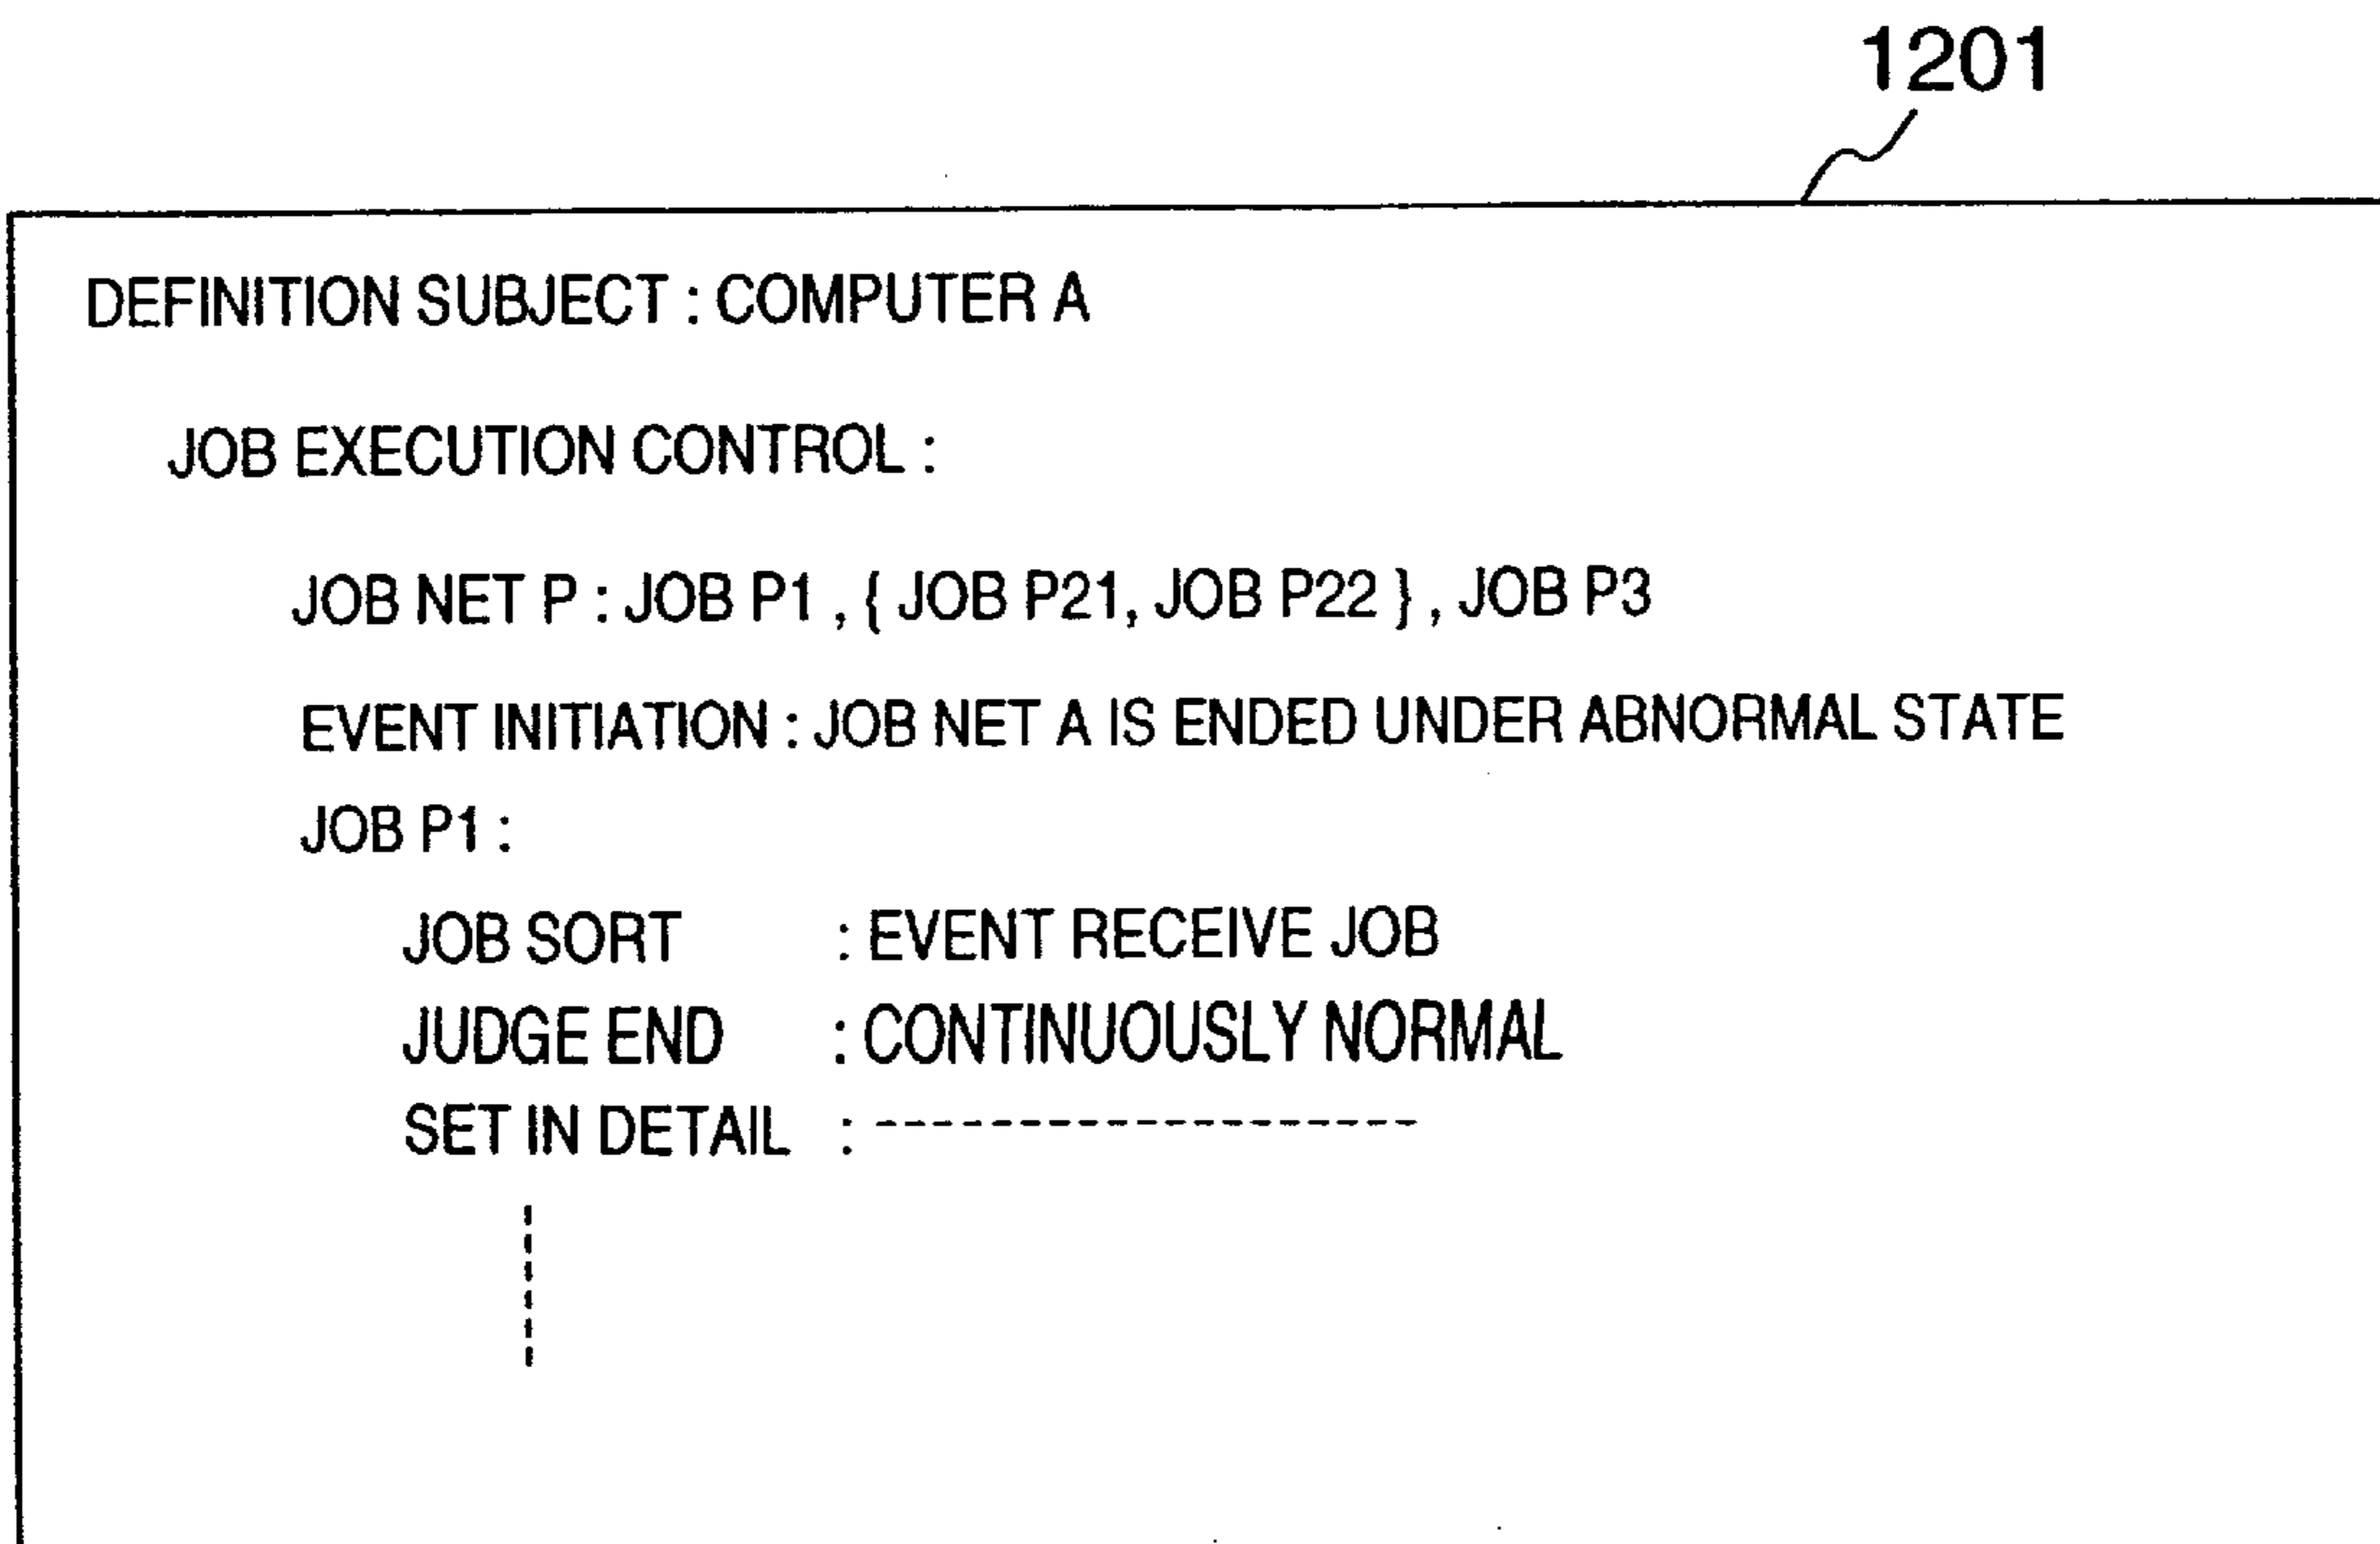 1201
DEFINITION SUBJECT : COMPUTER A
JOB EXECUTION CONTROL :
JOB NET P : JOB P1 , { JOB P21, JOB P22 } , JOB P3
EVENT INITIATION : JOB NET A IS ENDED UNDER ABNORMAL STATE
JOB P1 :
JOB SORT : EVENT RECEIVE JOB
JUDGE END : CONTINUOUSLY NORMAL
SET IN DETAIL : -------------------